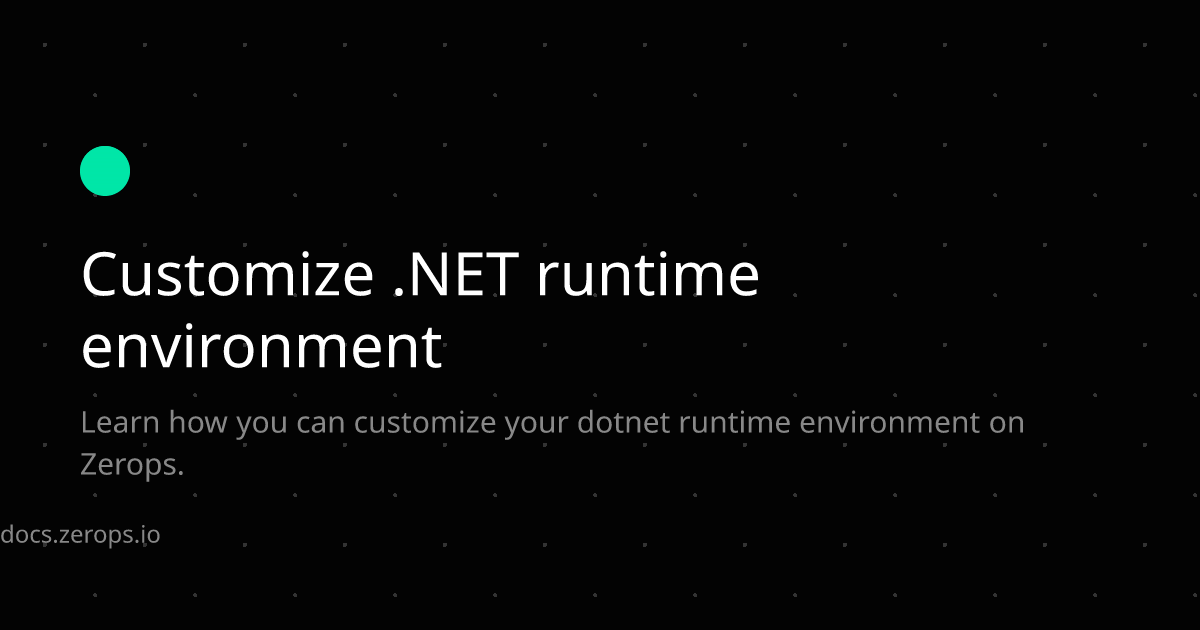 Customize .NET runtime
environment
Learn how you can customize your dotnet runtime environment on
Zerops.
docs.zerops.io